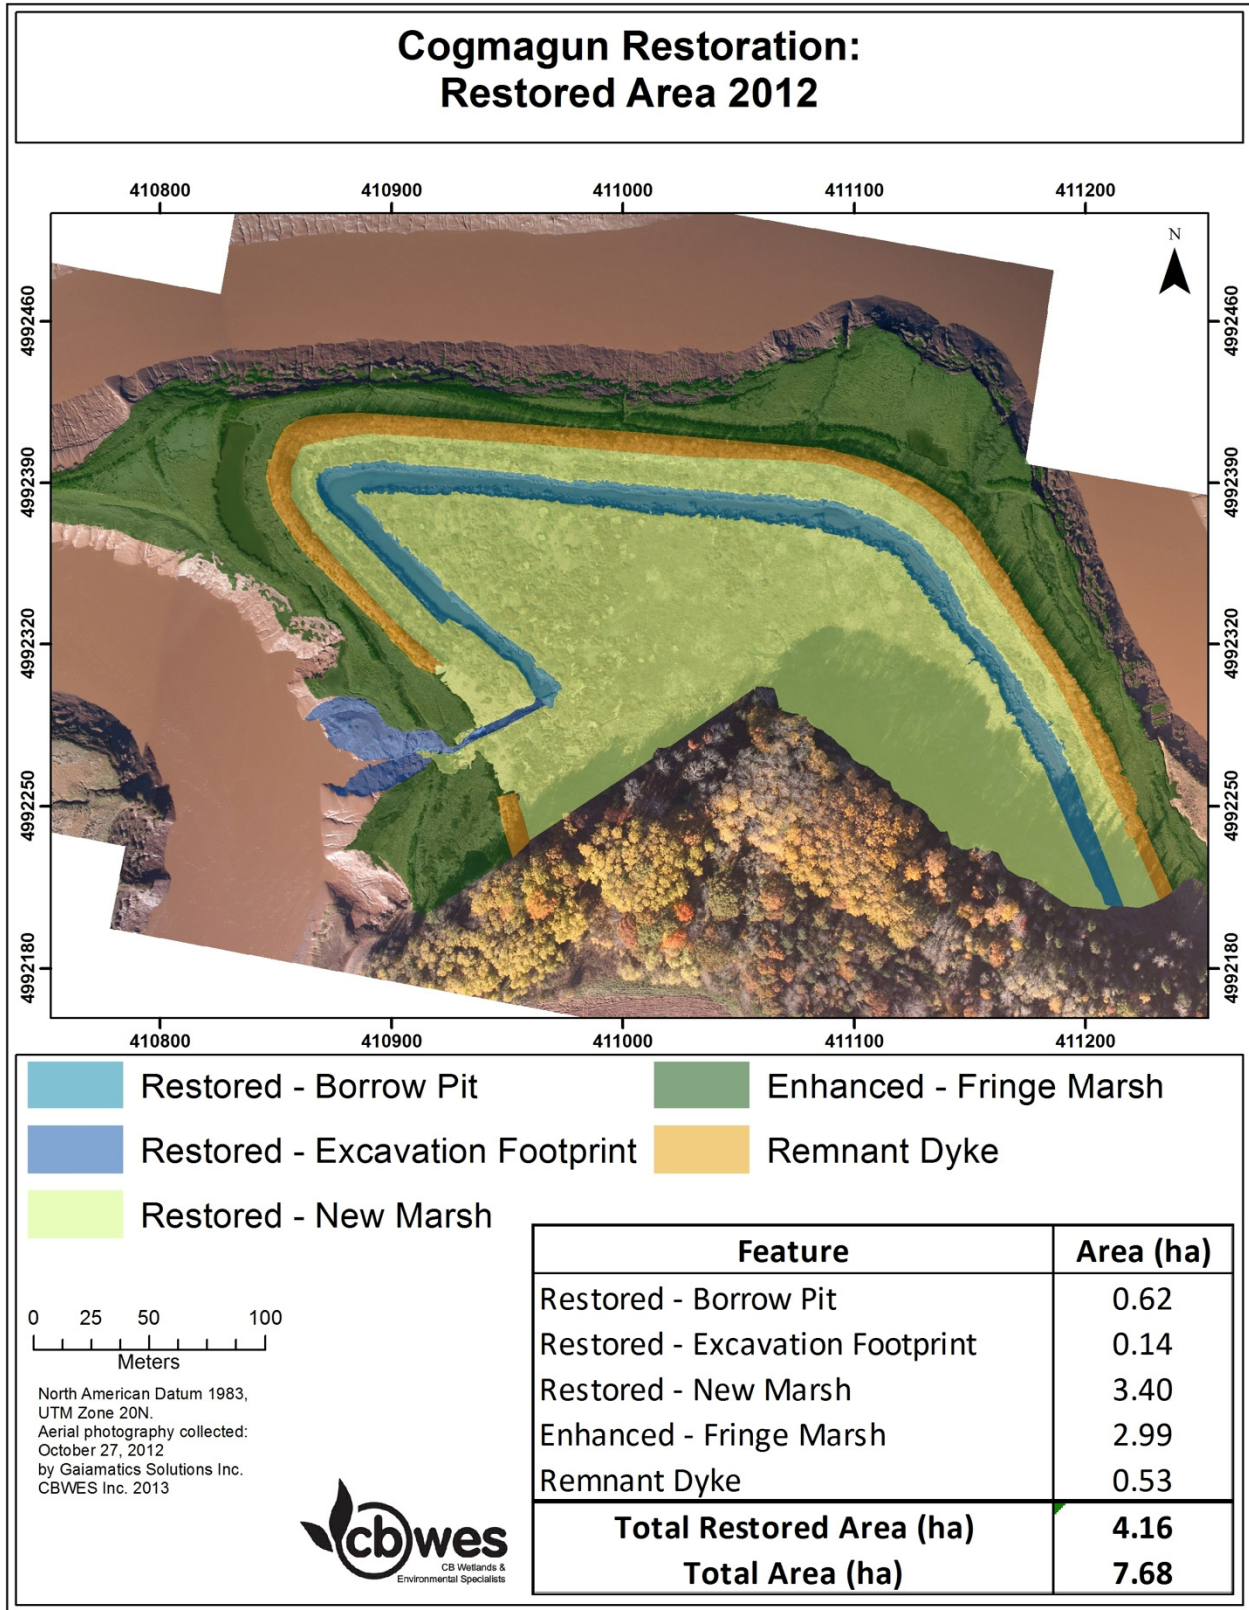 Cogmagun Restoration:
Restored Area 2012
410800 410900 411000 411100 411200
N
4992460 4992460
4992390 4992390
4992320 4992320
4992250 4992250
4992180 4992180
410800 410900 411000 411100 411200
Restored - Borrow Pit
Enhanced - Fringe Marsh
Restored - Excavation Footprint
Remnant Dyke
Restored - New Marsh
0 25 50 100
Meters
North American Datum 1983,
UTM Zone 20N.
Aerial photography collected:
October 27, 2012
by Gaiamatics Solutions Inc.
CBWES Inc. 2013
cbwes
CB Wetlands &
Environmental Specialists
Feature Area (ha)
Restored - Borrow Pit 0.62
Restored - Excavation Footprint 0.14
Restored - New Marsh 3.40
Enhanced - Fringe Marsh 2.99
Remnant Dyke 0.53
Total Restored Area (ha) 4.16
Total Area (ha) 7.68